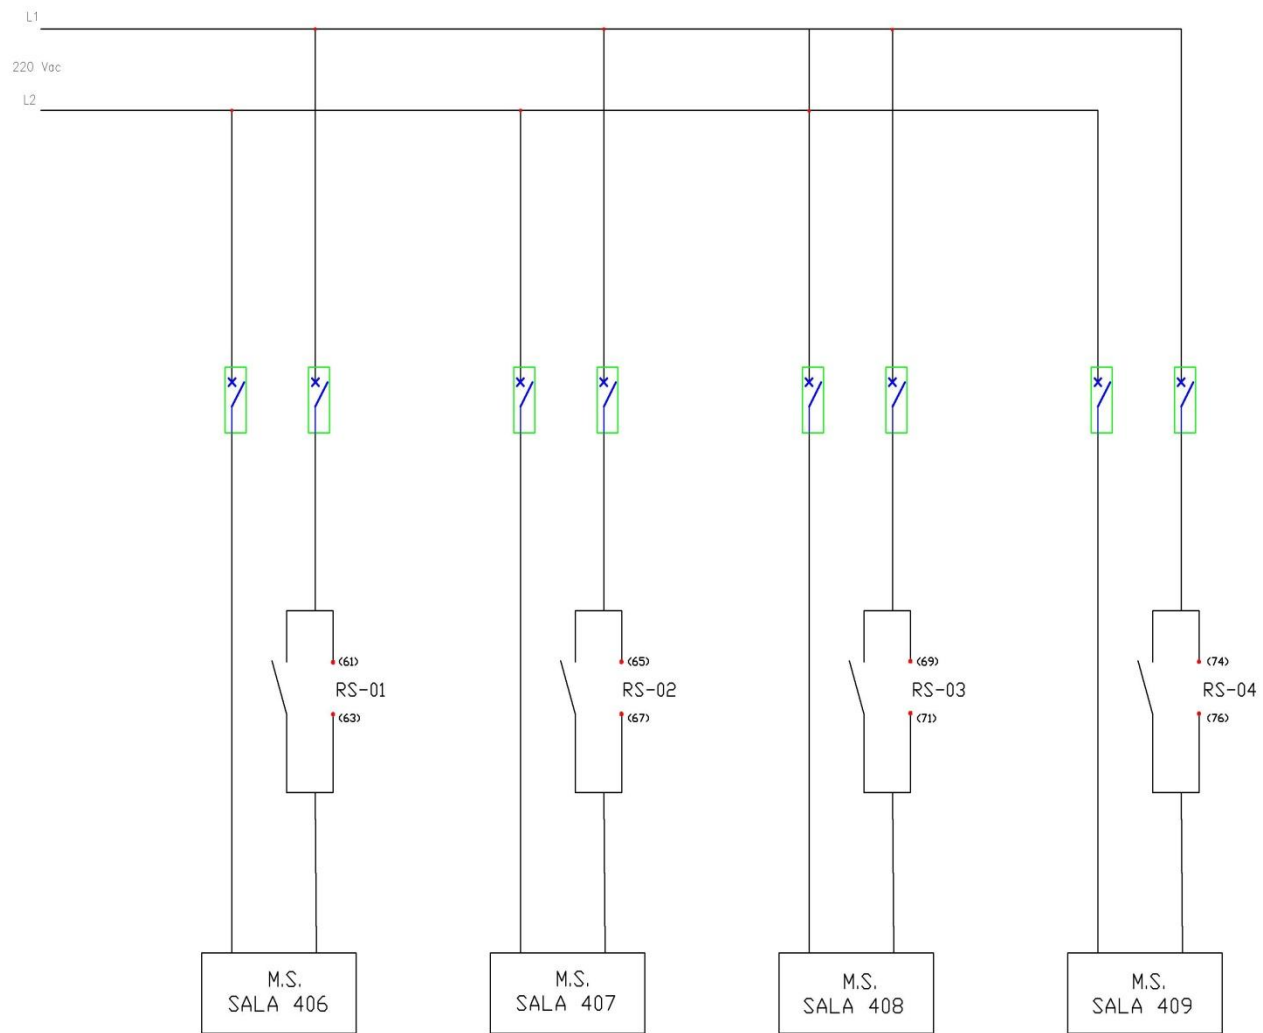 L1
220 Vac
L2
(61)
RS-01
(63)
(65)
RS-02
(67)
(69)
RS-03
(71)
(74)
RS-04
(76)
M.S.
SALA 406
M.S.
SALA 407
M.S.
SALA 408
M.S.
SALA 409